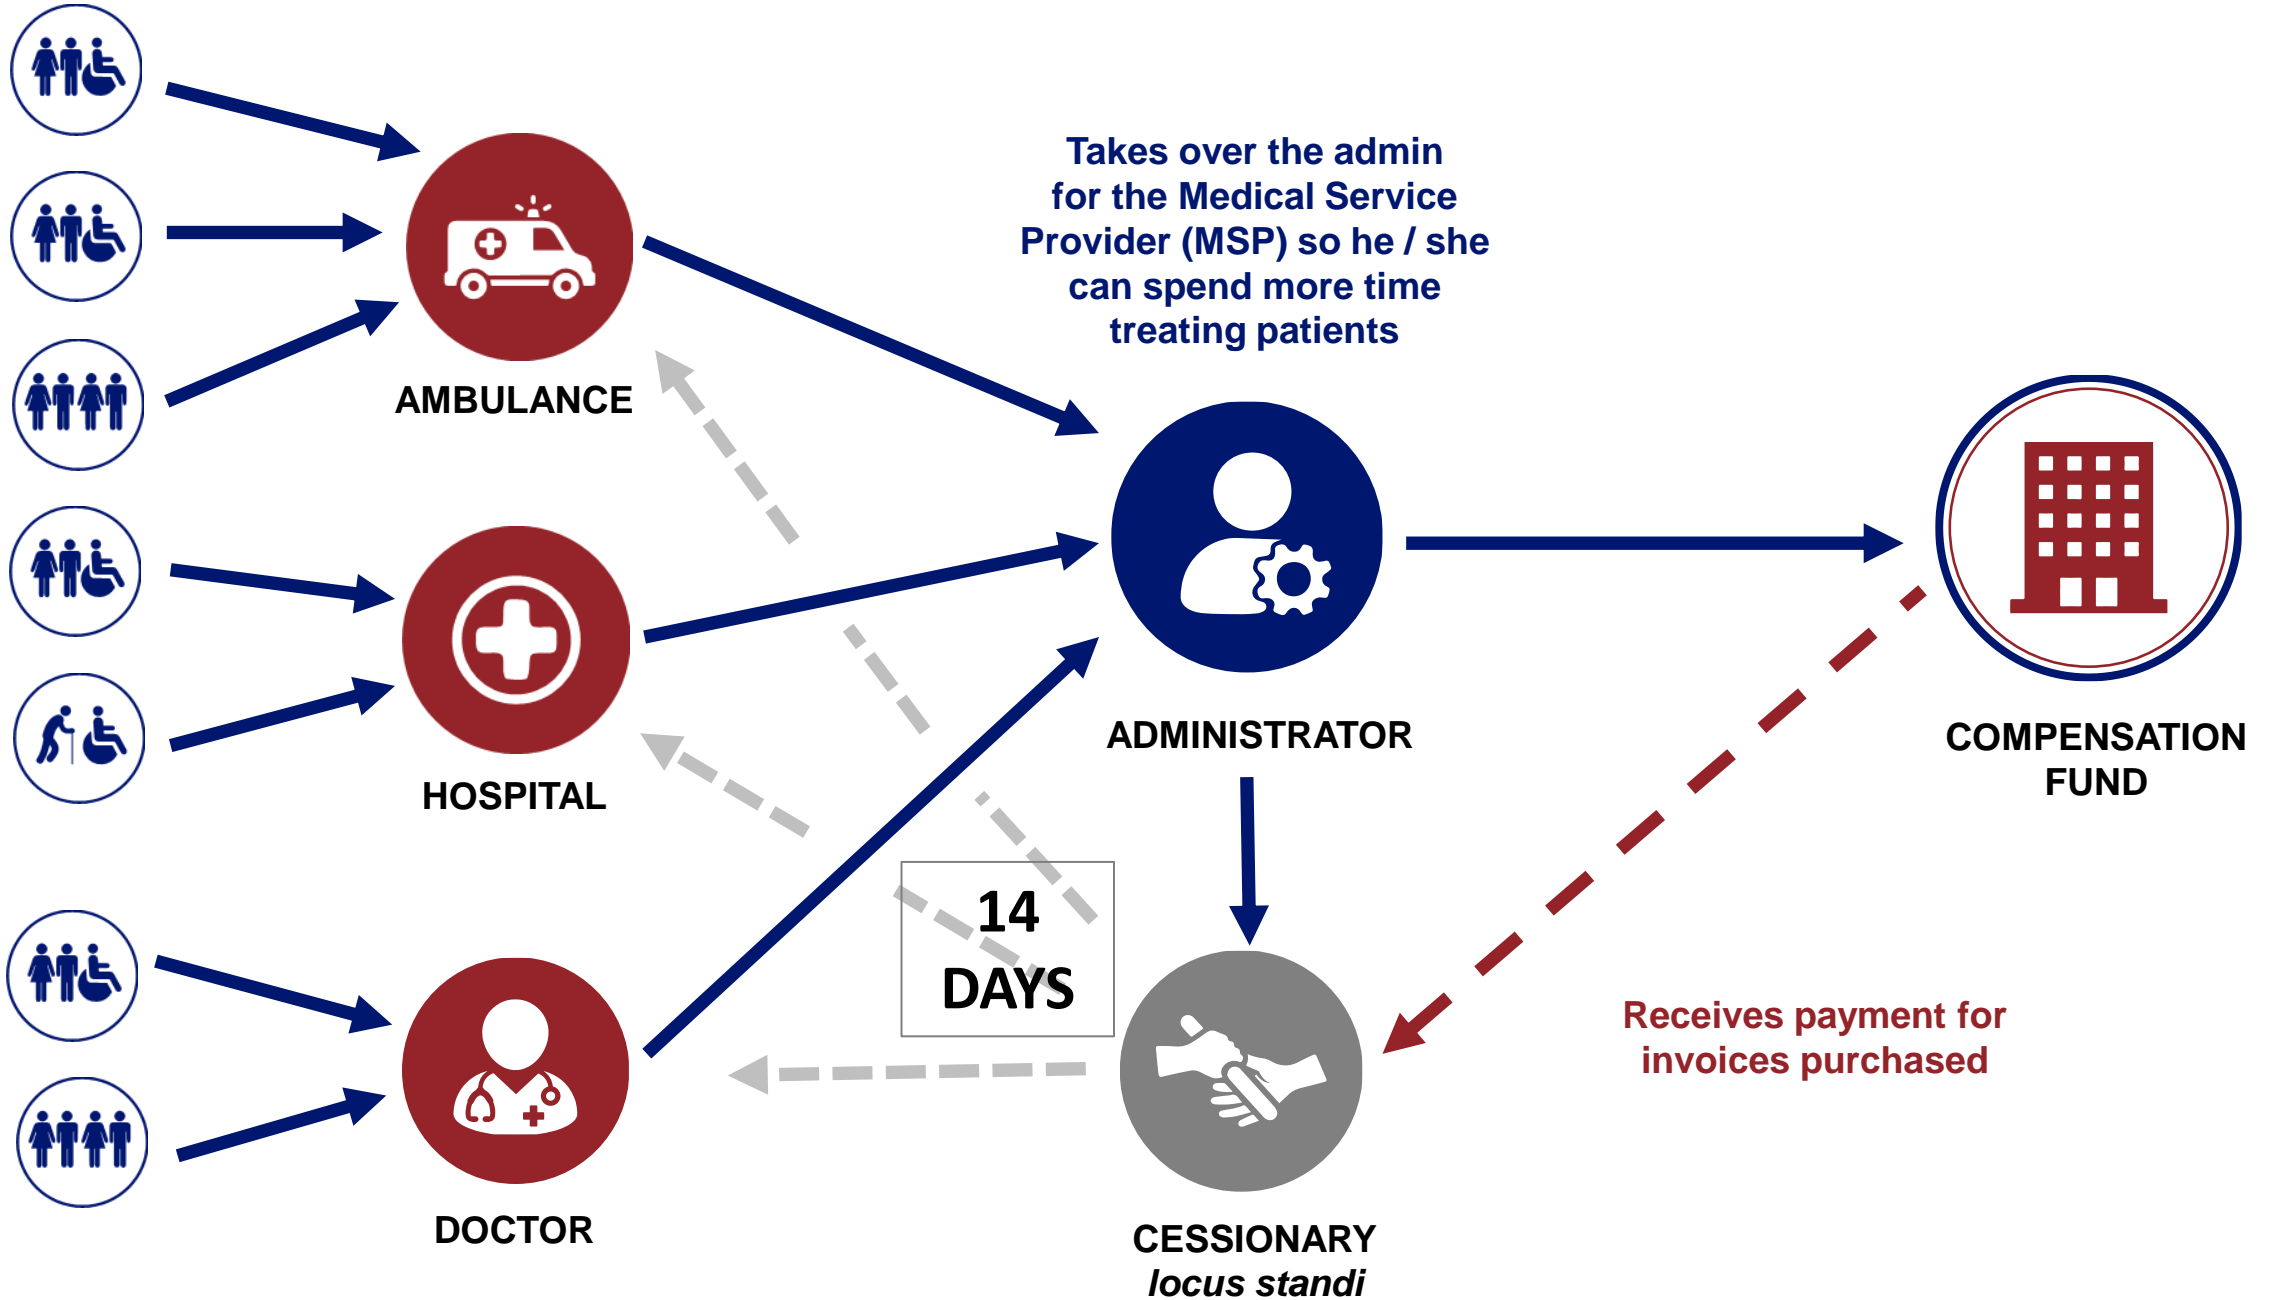 Takes over the admin
for the Medical Service
Provider (MSP) so he / she
can spend more time
treating patients
AMBULANCE
HOSPITAL
ADMINISTRATOR
COMPENSATION
FUND
14
DAYS
Receives payment for
invoices purchased
DOCTOR
CESSIONARY
locus standi